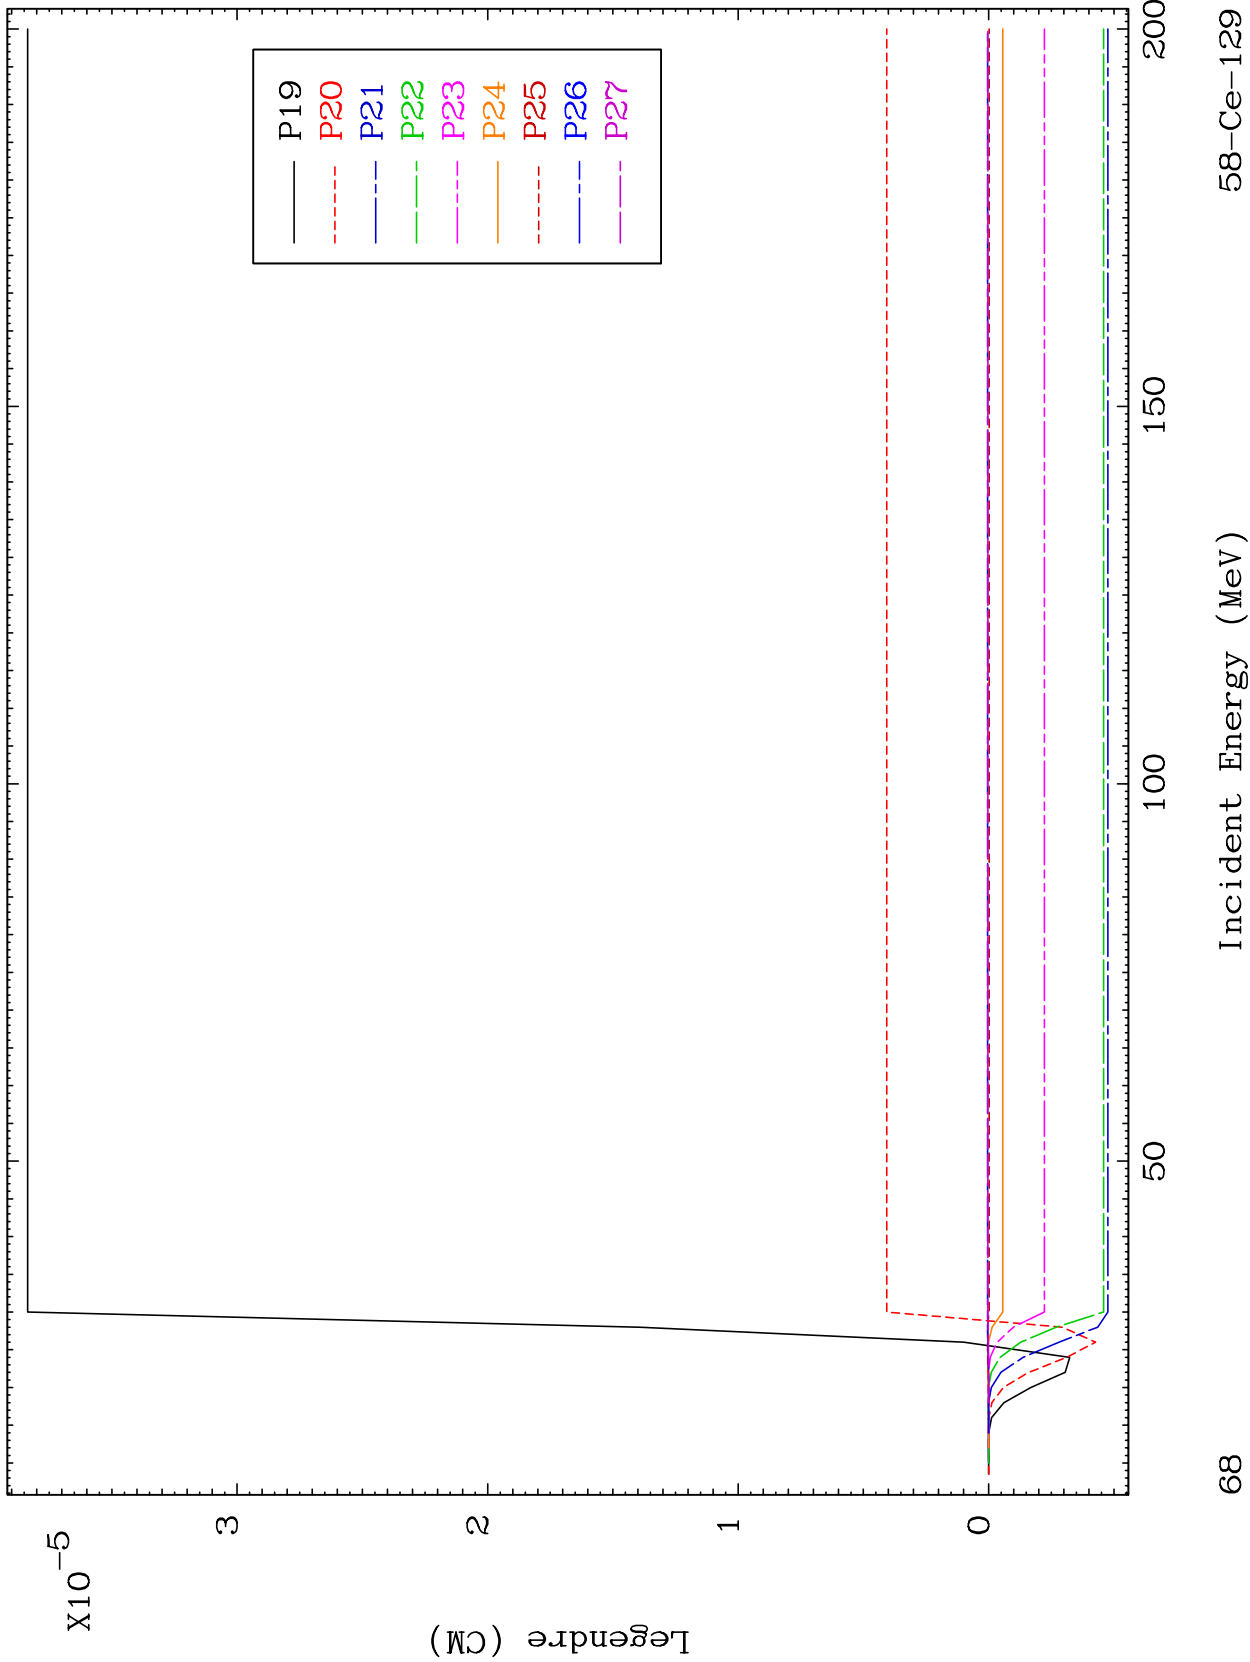 X10
-5
3
2
1
0
Legendre (CM)
P19
P20
P21
P22
P23
P24
P25
P26
P27
50
100
150
200
68
Incident Energy (MeV)
58-Ce-129